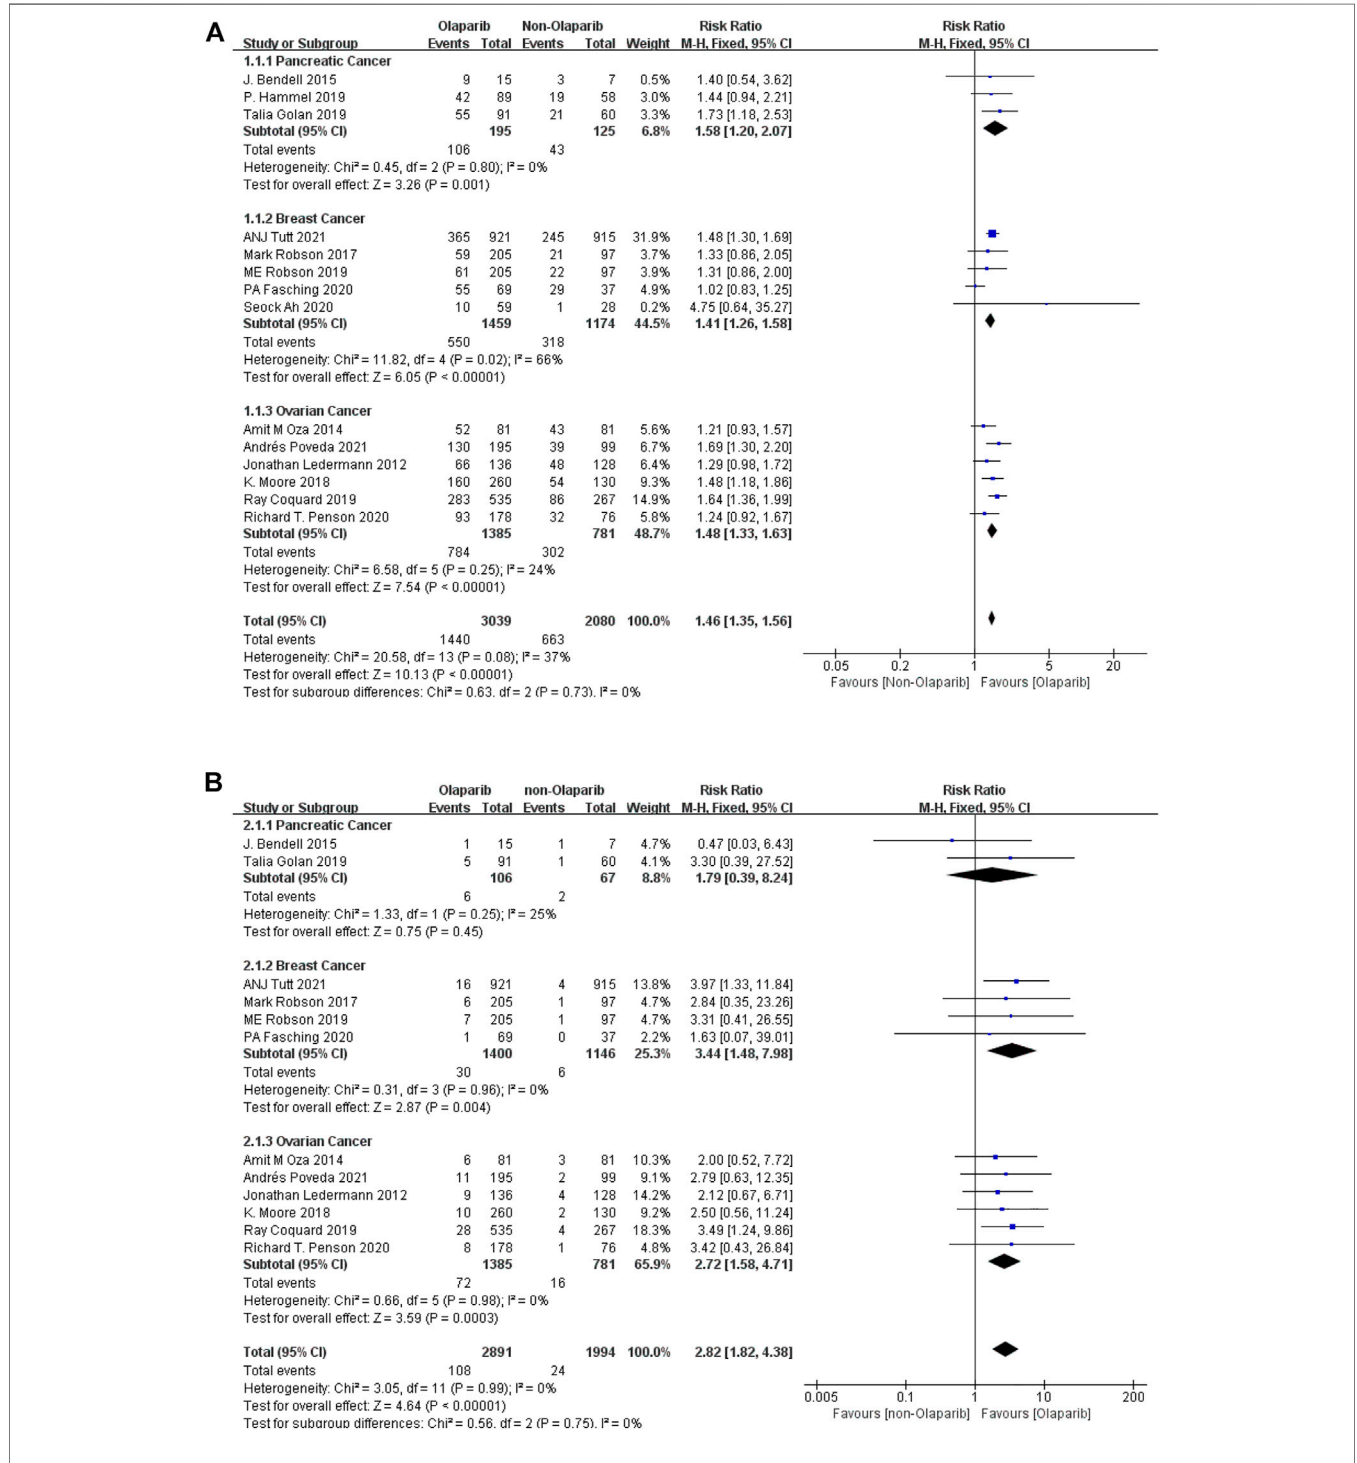 A
Olaparib Non-Olaparib Risk Ratio Risk Ratio
Study or Subgroup Events Total Events Total Weight M-H, Fixed, 95% CI M-H, Fixed, 95% CI
1.1.1 Pancreatic Cancer
J. Bendell 2015 9 15 3 7 0.5% 1.40 [0.54, 3.62]
P. Hammel 2019 42 89 19 58 3.0% 1.44 [0.94, 2.21]
Talia Golan 2019 55 91 21 60 3.3% 1.73 [1.18, 2.53]
Subtotal (95% CI) 195 125 6.8% 1.58 [1.20, 2.07]
Total events 106 43
Heterogeneity: Chi² = 0.45, df = 2 (P = 0.80); I² = 0%
Test for overall effect: Z = 3.26 (P = 0.001)
1.1.2 Breast Cancer
ANJ Tutt 2021 365 921 245 915 31.9% 1.48 [1.30, 1.69]
Mark Robson 2017 59 205 21 97 3.7% 1.33 [0.86, 2.05]
ME Robson 2019 61 205 22 97 3.9% 1.31 [0.86, 2.00]
PA Fasching 2020 55 69 29 37 4.9% 1.02 [0.83, 1.25]
Seock Ah 2020 10 59 1 28 0.2% 4.75 [0.64, 35.27]
Subtotal (95% CI) 1459 1174 44.5% 1.41 [1.26, 1.58]
Total events 550 318
Heterogeneity: Chi² = 11.82, df = 4 (P = 0.02); I² = 66%
Test for overall effect: Z = 6.05 (P < 0.00001)
1.1.3 Ovarian Cancer
Amit M Oza 2014 52 81 43 81 5.6% 1.21 [0.93, 1.57]
Andrés Poveda 2021 130 195 39 99 6.7% 1.69 [1.30, 2.20]
Jonathan Ledermann 2012 66 136 48 128 6.4% 1.29 [0.98, 1.72]
K. Moore 2018 160 260 54 130 9.3% 1.48 [1.18, 1.86]
Ray Coquard 2019 283 535 86 267 14.9% 1.64 [1.36, 1.99]
Richard T. Penson 2020 93 178 32 76 5.8% 1.24 [0.92, 1.67]
Subtotal (95% CI) 1385 781 48.7% 1.48 [1.33, 1.63]
Total events 784 302
Heterogeneity: Chi² = 6.58, df = 5 (P = 0.25); I² = 24%
Test for overall effect: Z = 7.54 (P < 0.00001)
Total (95% CI) 3039 2080 100.0% 1.46 [1.35, 1.56]
Total events 1440 663
Heterogeneity: Chi² = 20.58, df = 13 (P = 0.08); I² = 37%
Test for overall effect: Z = 10.13 (P < 0.00001)
Test for subgroup differences: Chi² = 0.63, df = 2 (P = 0.73), I² = 0%
0.05 0.2 1 5 20
Favours [Non-Olaparib] Favours [Olaparib]
B
Olaparib non-Olaparib Risk Ratio Risk Ratio
Study or Subgroup Events Total Events Total Weight M-H, Fixed, 95% CI M-H, Fixed, 95% CI
2.1.1 Pancreatic Cancer
J. Bendell 2015 1 15 1 7 4.7% 0.47 [0.03, 6.43]
Talia Golan 2019 5 91 1 60 4.1% 3.30 [0.39, 27.52]
Subtotal (95% CI) 106 67 8.8% 1.79 [0.39, 8.24]
Total events 6 2
Heterogeneity: Chi² = 1.33, df = 1 (P = 0.25); I² = 25%
Test for overall effect: Z = 0.75 (P = 0.45)
2.1.2 Breast Cancer
ANJ Tutt 2021 16 921 4 915 13.8% 3.97 [1.33, 11.84]
Mark Robson 2017 6 205 1 97 4.7% 2.84 [0.35, 23.26]
ME Robson 2019 7 205 1 97 4.7% 3.31 [0.41, 26.55]
PA Fasching 2020 1 69 0 37 2.2% 1.63 [0.07, 39.01]
Subtotal (95% CI) 1400 1146 25.3% 3.44 [1.48, 7.98]
Total events 30 6
Heterogeneity: Chi² = 0.31, df = 3 (P = 0.96); I² = 0%
Test for overall effect: Z = 2.87 (P = 0.004)
2.1.3 Ovarian Cancer
Amit M Oza 2014 6 81 3 81 10.3% 2.00 [0.52, 7.72]
Andrés Poveda 2021 11 195 2 99 9.1% 2.79 [0.63, 12.35]
Jonathan Ledermann 2012 9 136 4 128 14.2% 2.12 [0.67, 6.71]
K. Moore 2018 10 260 2 130 9.2% 2.50 [0.56, 11.24]
Ray Coquard 2019 28 535 4 267 18.3% 3.49 [1.24, 9.86]
Richard T. Penson 2020 8 178 1 76 4.8% 3.42 [0.43, 26.84]
Subtotal (95% CI) 1385 781 65.9% 2.72 [1.58, 4.71]
Total events 72 16
Heterogeneity: Chi² = 0.66, df = 5 (P = 0.98); I² = 0%
Test for overall effect: Z = 3.59 (P = 0.0003)
Total (95% CI) 2891 1994 100.0% 2.82 [1.82, 4.38]
Total events 108 24
Heterogeneity: Chi² = 3.05, df = 11 (P = 0.99); I² = 0%
Test for overall effect: Z = 4.64 (P < 0.00001)
Test for subgroup differences: Chi² = 0.56, df = 2 (P = 0.75), I² = 0%
0.005 0.1 1 10 200
Favours [non-Olaparib] Favours [Olaparib]